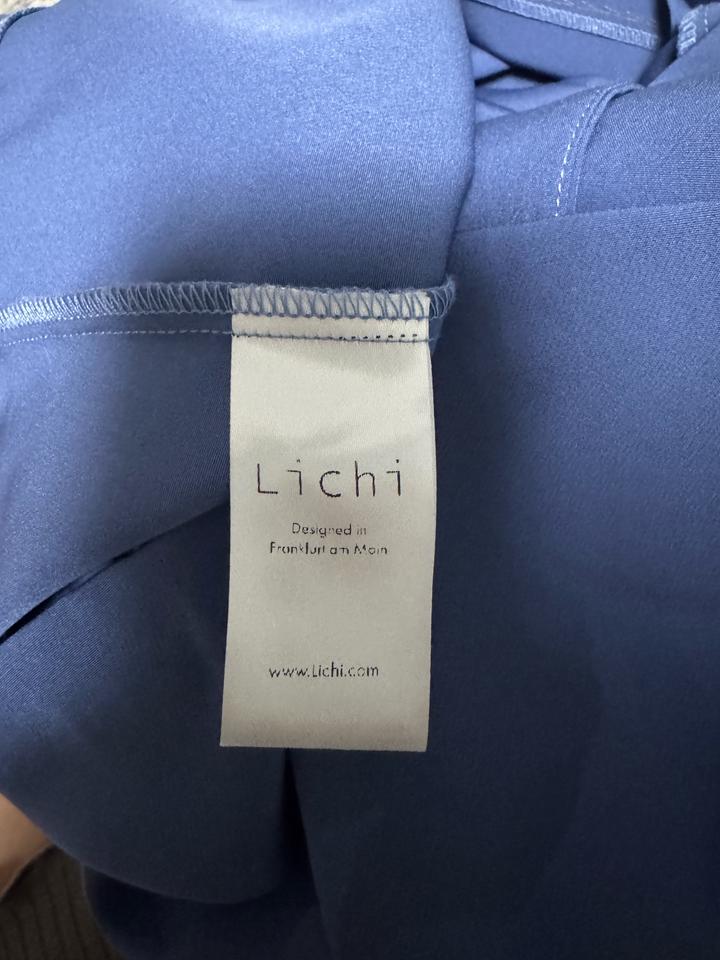 Lichi
Designed in
Frankfurt am Main
www.Lichi.com